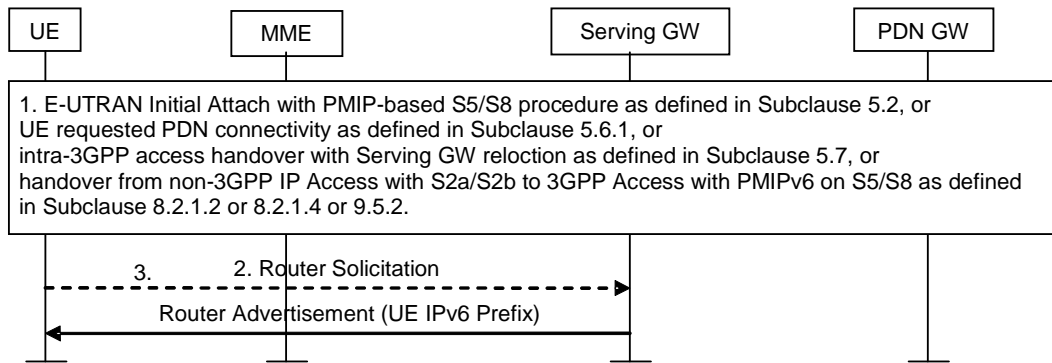 UE
MME
Serving GW
PDN GW
1. E-UTRAN Initial Attach with PMIP-based S5/S8 procedure as defined in Subclause 5.2, or
UE requested PDN connectivity as defined in Subclause 5.6.1, or
intra-3GPP access handover with Serving GW reloction as defined in Subclause 5.7, or
handover from non-3GPP IP Access with S2a/S2b to 3GPP Access with PMIPv6 on S5/S8 as defined
in Subclause 8.2.1.2 or 8.2.1.4 or 9.5.2.
3.
2. Router Solicitation
Router Advertisement (UE IPv6 Prefix)